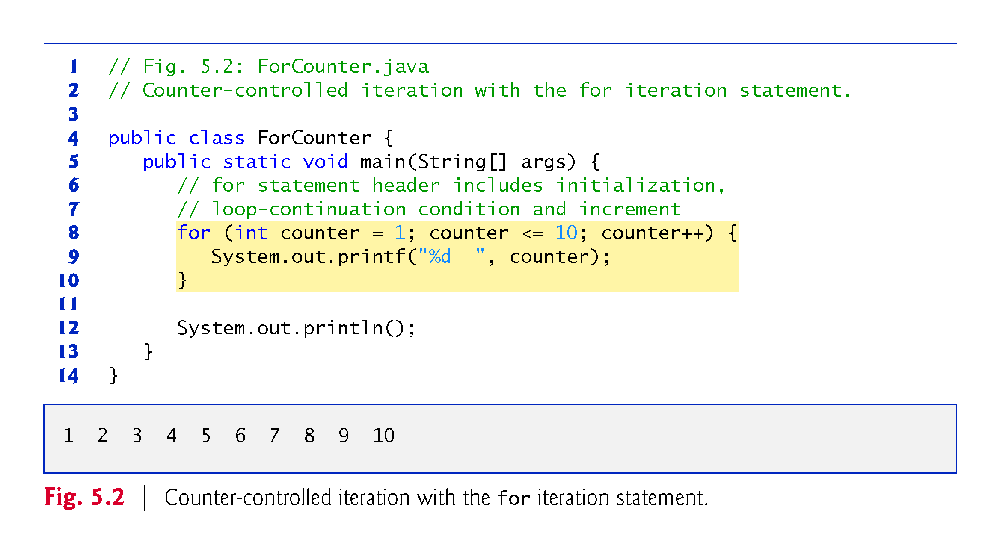 1 // Fig. 5.2: ForCounter.java
2 // Counter-controlled iteration with the for iteration statement.
3
4 public class ForCounter {
5    public static void main(String[] args) {
6       // for statement header includes initialization,
7       // loop-continuation condition and increment
8       for (int counter = 1; counter <= 10; counter++) {
9          System.out.printf("%d  ", counter);
10       }
11
12       System.out.println();
13    }
14 }
1  2  3  4  5  6  7  8  9  10
Fig. 5.2 | Counter-controlled iteration with the for iteration statement.